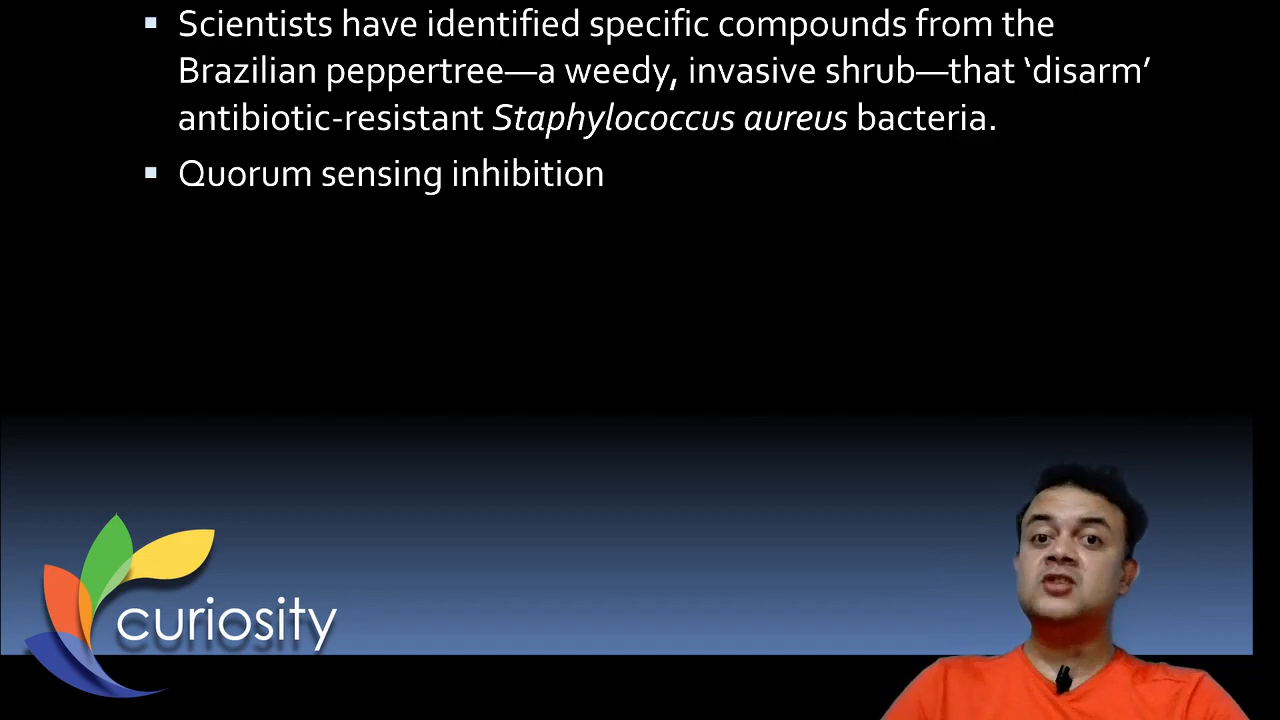 Scientists have identified specific compounds from the
Brazilian peppertree—a weedy, invasive shrub—that ‘disarm’
antibiotic-resistant Staphylococcus aureus bacteria.
Quorum sensing inhibition
curiosity